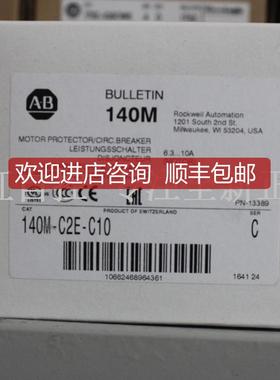 AB
BULLETIN
140M
Rockwell Automation
1201 South 2nd St.
Milwaukee, WI 53204, USA
MOTOR PROTECTOR/CIRC.BREAKER
LEISTUNGSSCHALTER
6.3...10A
欢迎进店咨询 顺丰包邮
PN-13389
CAT
PRODUCT OF SWITZERLAND
SER
140M-C2E-C10
C
10662468964361
1641 24